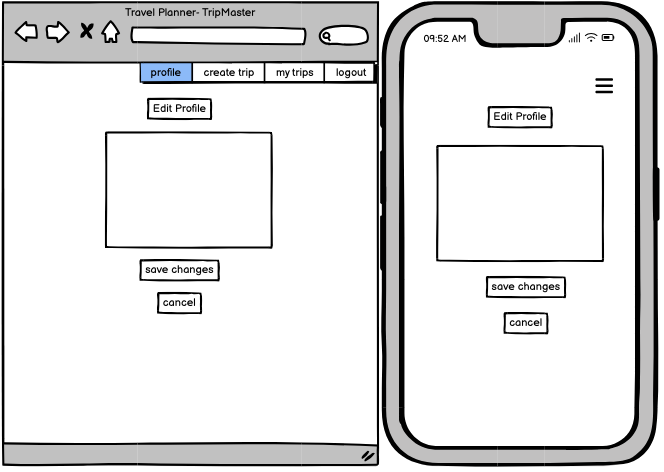 Travel Planner- TripMaster
profile create trip my trips logout
Edit Profile
save changes
cancel
09:52 AM
Edit Profile
save changes
cancel